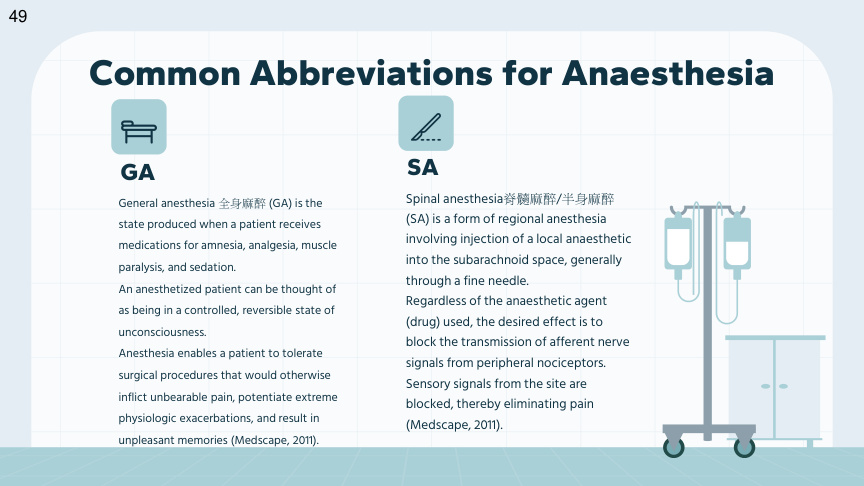 49
Common Abbreviations for Anaesthesia
GA
General anesthesia 全身麻醉 (GA) is the
state produced when a patient receives
medications for amnesia, analgesia, muscle
paralysis, and sedation.
An anesthetized patient can be thought of
as being in a controlled, reversible state of
unconsciousness.
Anesthesia enables a patient to tolerate
surgical procedures that would otherwise
inflict unbearable pain, potentiate extreme
physiologic exacerbations, and result in
unpleasant memories (Medscape, 2011).
SA
Spinal anesthesia脊髓麻醉/半身麻醉
(SA) is a form of regional anesthesia
involving injection of a local anaesthetic
into the subarachnoid space, generally
through a fine needle.
Regardless of the anaesthetic agent
(drug) used, the desired effect is to
block the transmission of afferent nerve
signals from peripheral nociceptors.
Sensory signals from the site are
blocked, thereby eliminating pain
(Medscape, 2011).